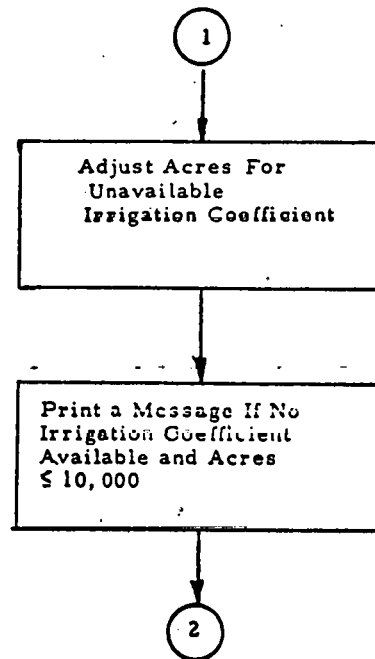 1
Adjust Acres For
Unavailable
Irrigation Coefficient
Print a Message If No
Irrigation Coefficient
Available and Acres
≤ 10,000
2